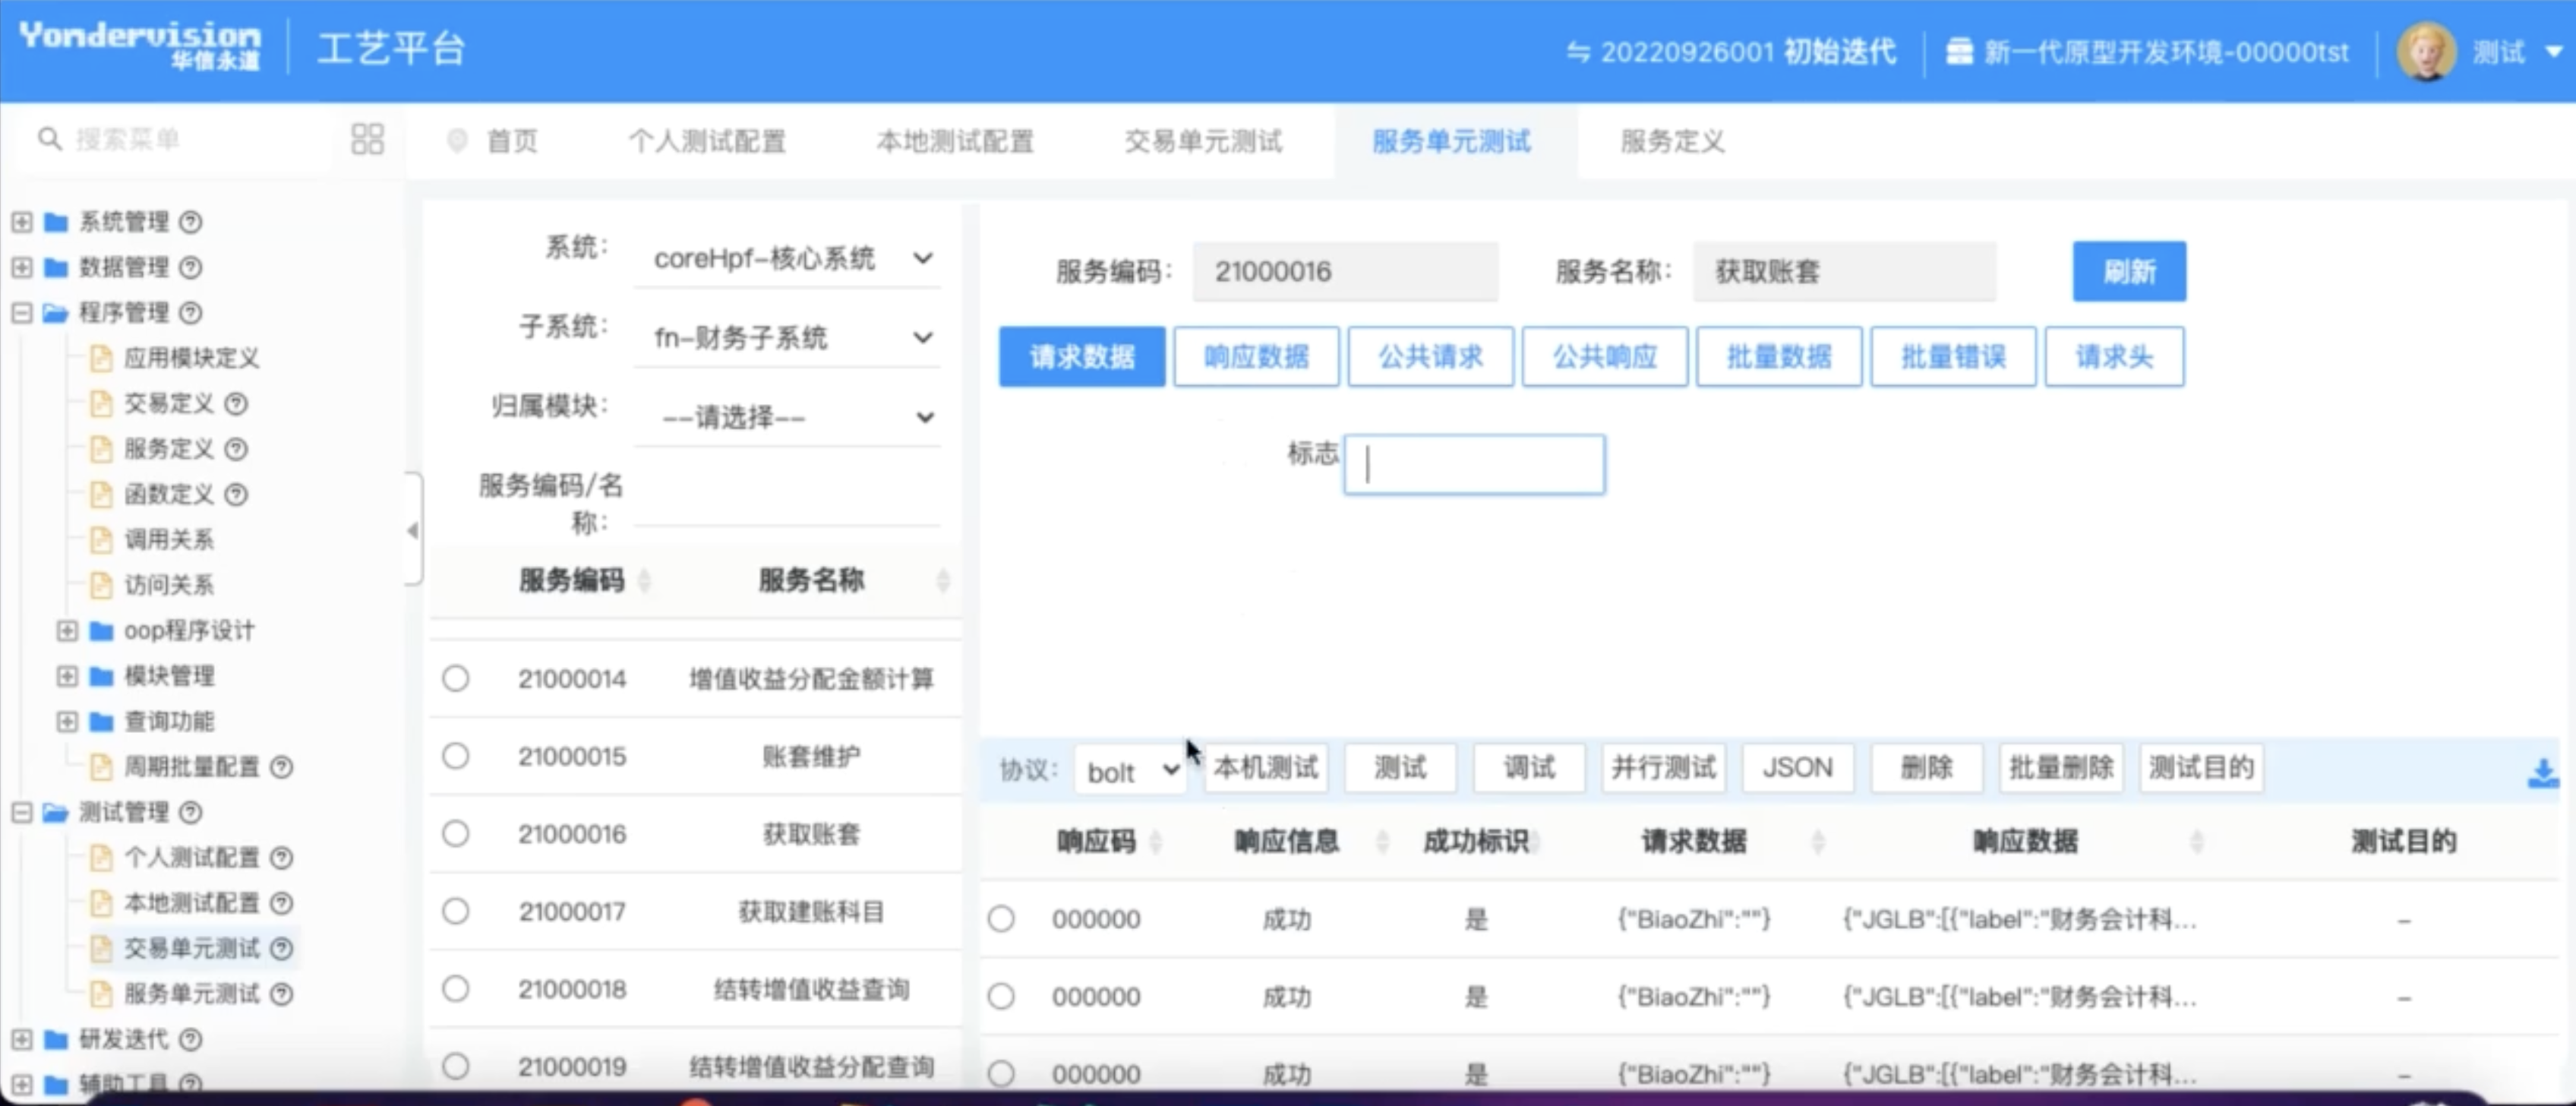 Yondervision
华信永道
工艺平台
20220926001 初始迭代
新一代原型开发环境-00000tst
测试
搜索菜单
首页
个人测试配置
本地测试配置
交易单元测试
服务单元测试
服务定义
系统管理
数据管理
程序管理
应用模块定义
交易定义
服务定义
函数定义
调用关系
访问关系
oop程序设计
模块管理
查询功能
周期批量配置
测试管理
个人测试配置
本地测试配置
交易单元测试
服务单元测试
研发迭代
辅助工具
系统: coreHpf-核心系统
子系统: fn-财务子系统
归属模块: --请选择--
服务编码/名
称:
服务编码 服务名称
21000014 增值收益分配金额计算
21000015 账套维护
21000016 获取账套
21000017 获取建账科目
21000018 结转增值收益查询
21000019 结转增值收益分配查询
服务编码: 21000016 服务名称: 获取账套 刷新
请求数据 响应数据 公共请求 公共响应 批量数据 批量错误 请求头
标志
协议: bolt 本机测试 测试 调试 并行测试 JSON 删除 批量删除 测试目的
响应码 响应信息 成功标识 请求数据 响应数据 测试目的
000000 成功 是 {"BiaoZhi":""} {"JGLB":[{"label":"财务会计科... –
000000 成功 是 {"BiaoZhi":""} {"JGLB":[{"label":"财务会计科... –
000000 成功 是 {"BiaoZhi":""} {"JGLB":[{"label":"财务会计科... –